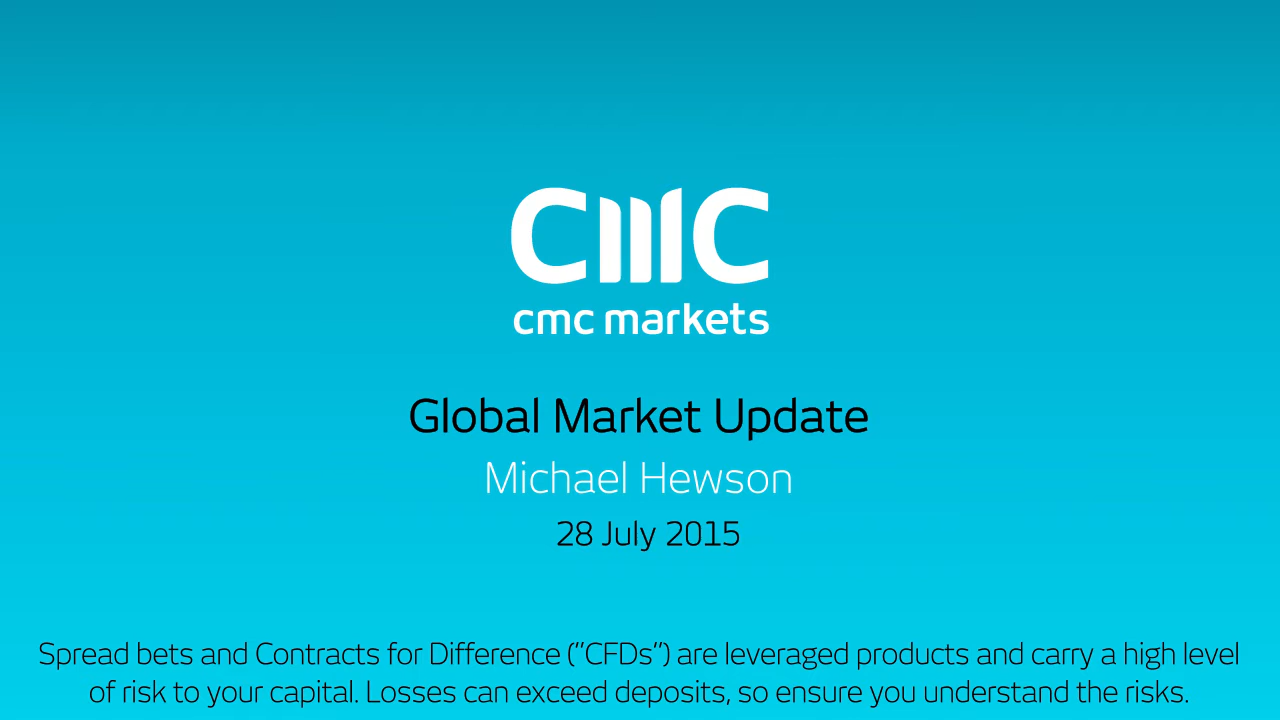 CMC
cmc markets
Global Market Update
Michael Hewson
28 July 2015
Spread bets and Contracts for Difference (“CFDs”) are leveraged products and carry a high level
of risk to your capital. Losses can exceed deposits, so ensure you understand the risks.